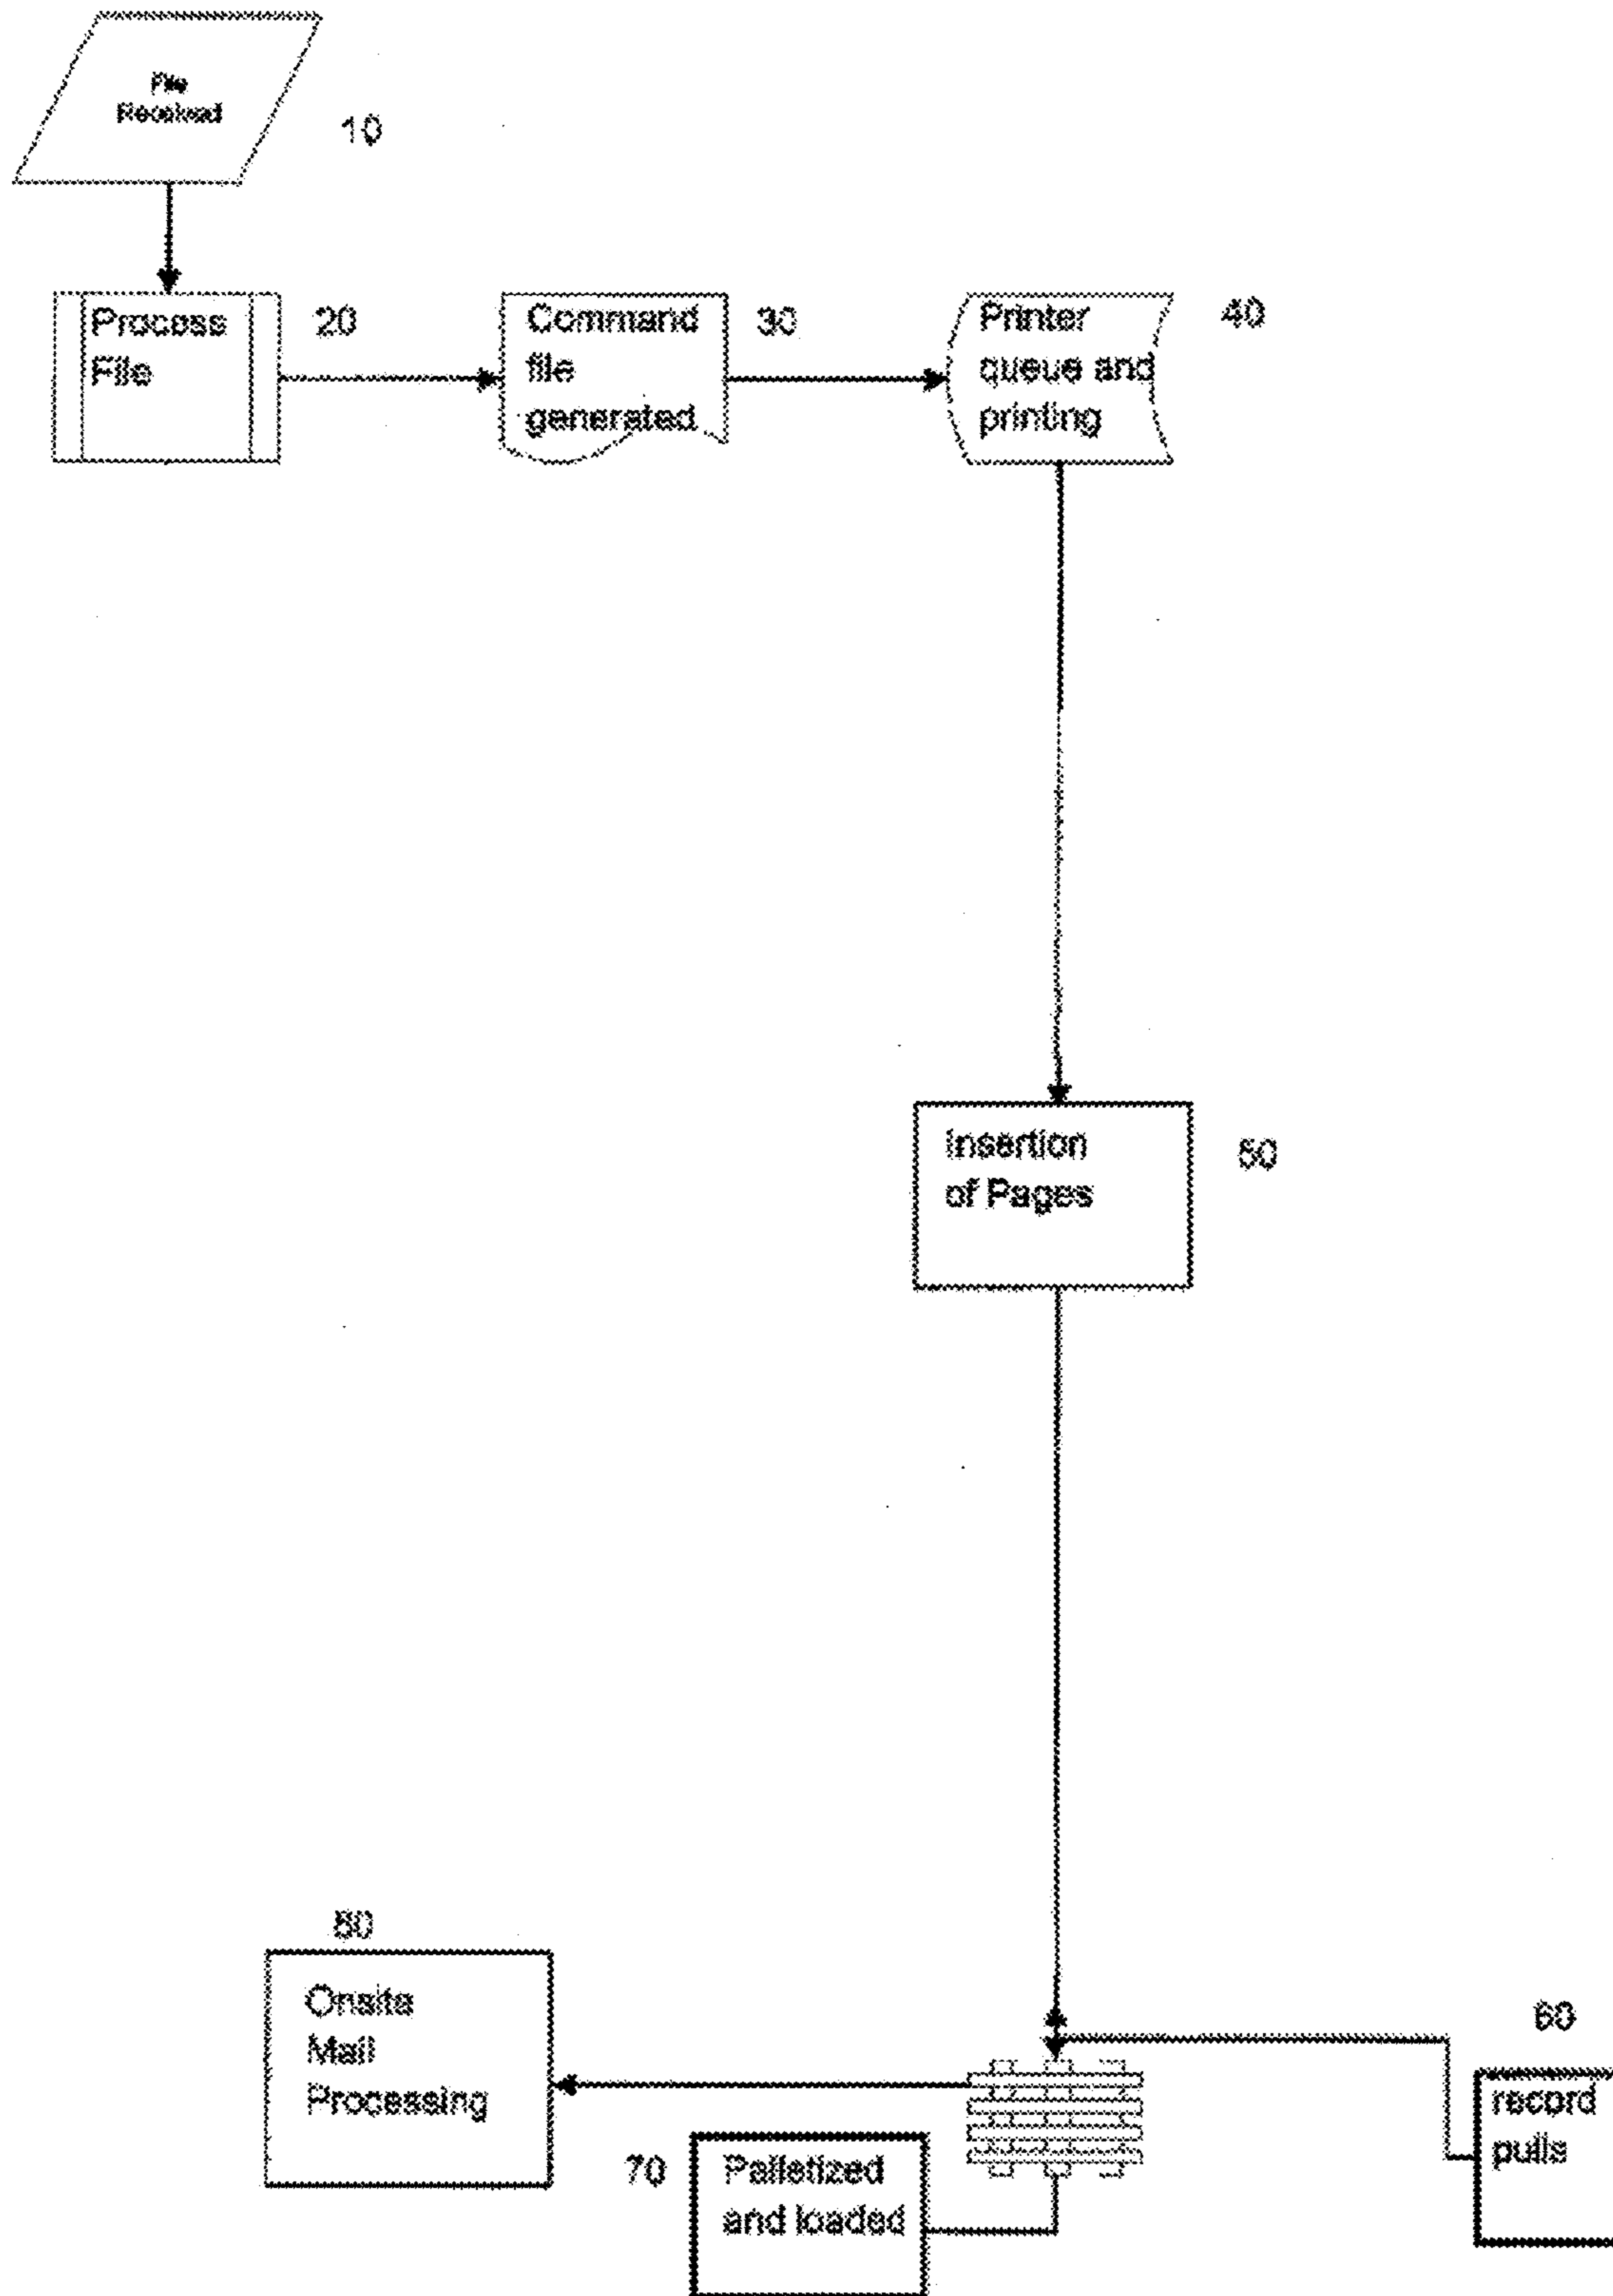 File
Received
10
Process
File
20
Command
file
generated
30
Printer
queue and
printing
40
Insertion
of Pages
50
80
Onsite
Mail
Processing
60
record
pulls
70
Palletized
and loaded